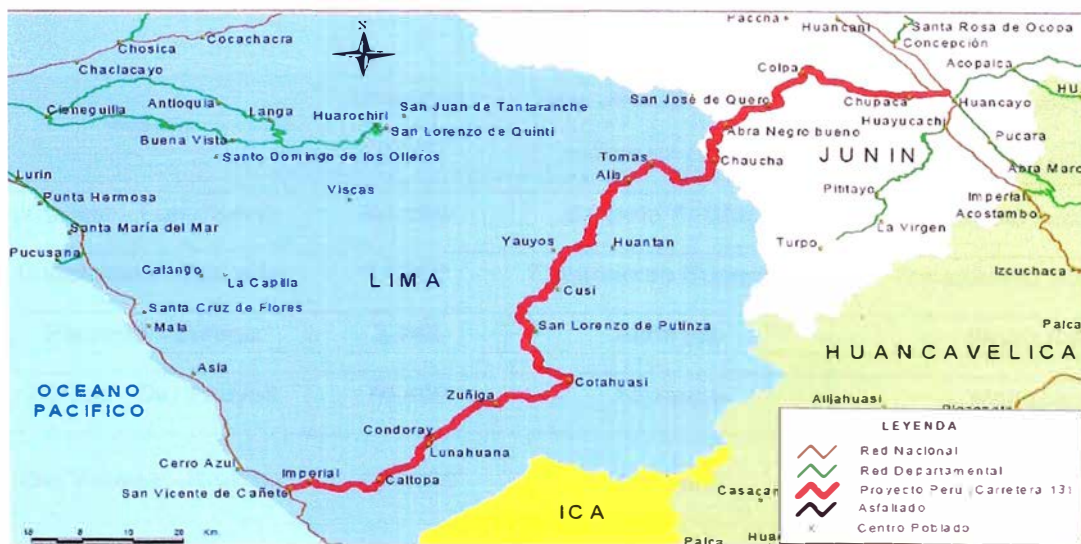 N
Cocachacra
Chosica
Chaclacayo
Cieneguilla
Antioquia
Langa
Huarochiri
San Juan de Tantaranche
San Lorenzo de Quinti
Buena Vista
Santo Domingo de los Olleros
Viscas
Lurin
Punta Hermosa
Santa María del Mar
Pucusana
Calango
La Capilla
Santa Cruz de Flores
Mala
Asia
LIMA
OCEANO
PACIFICO
Cerro Azul
San Vicente de Cañete
Imperial
Caltopa
Lunahuana
Condoray
Zuñiga
Cotahuasi
San Lorenzo de Putinza
Cusi
Yauyos
Huantan
Alis
Tomas
Chaucha
Abra Negro bueno
San José de Quero
Colpa
Chupaca
Paccha
Huancani
Santa Rosa de Ocopa
Concepción
Acopalca
Huancayo
Huayucachi
Pucara
JUNIN
Pititayo
La Virgen
Turpo
Imperial
Acostambo
Izcuchaca
Palca
HUANCAVELICA
Alljahuasi
ICA
LEYENDA
Red Nacional
Red Departamental
Proyecto Peru (Carretera 13)
Asfaltado
Centro Poblado
Km.